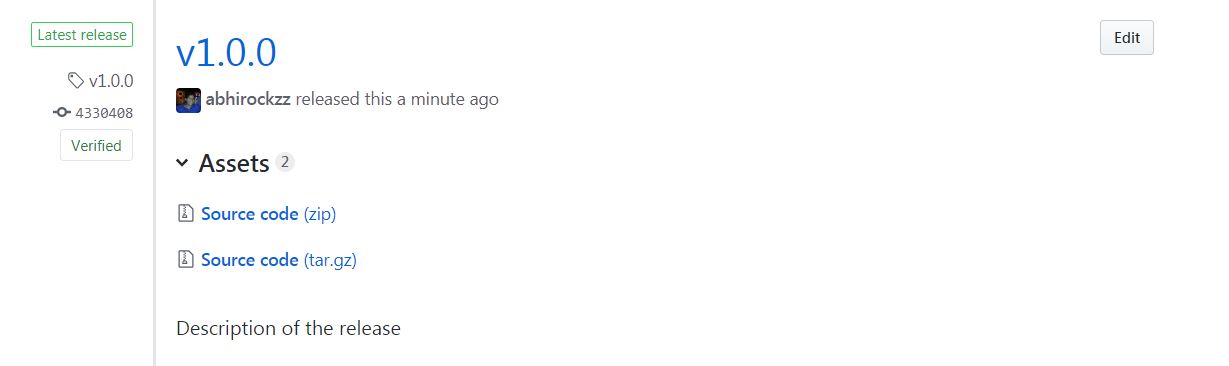 Latest release
v1.0.0
4330408
Verified
v1.0.0
Edit
abhirockzz released this a minute ago
Assets 2
Source code (zip)
Source code (tar.gz)
Description of the release